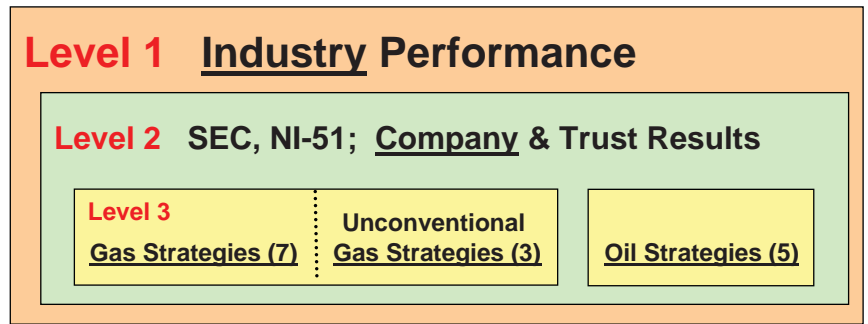 Level 1 Industry Performance
Level 2 SEC, NI-51; Company & Trust Results
Level 3
Gas Strategies (7)
Unconventional
Gas Strategies (3)
Oil Strategies (5)